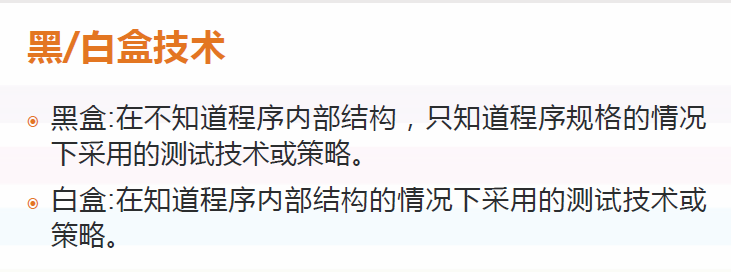 黑/白盒技术
黑盒:在不知道程序内部结构，只知道程序规格的情况
下采用的测试技术或策略。
白盒:在知道程序内部结构的情况下采用的测试技术或
策略。